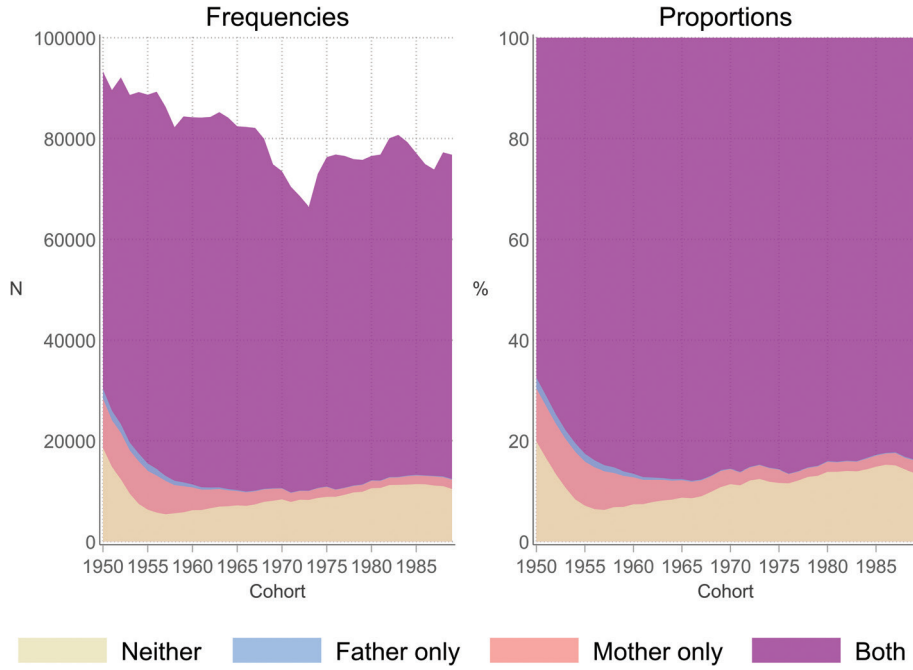 Frequencies
100000
80000
60000
N
40000
20000
0
1950 1955 1960 1965 1970 1975 1980 1985
Cohort
Proportions
100
80
60
%
40
20
0
1950 1955 1960 1965 1970 1975 1980 1985
Cohort
Neither Father only Mother only Both